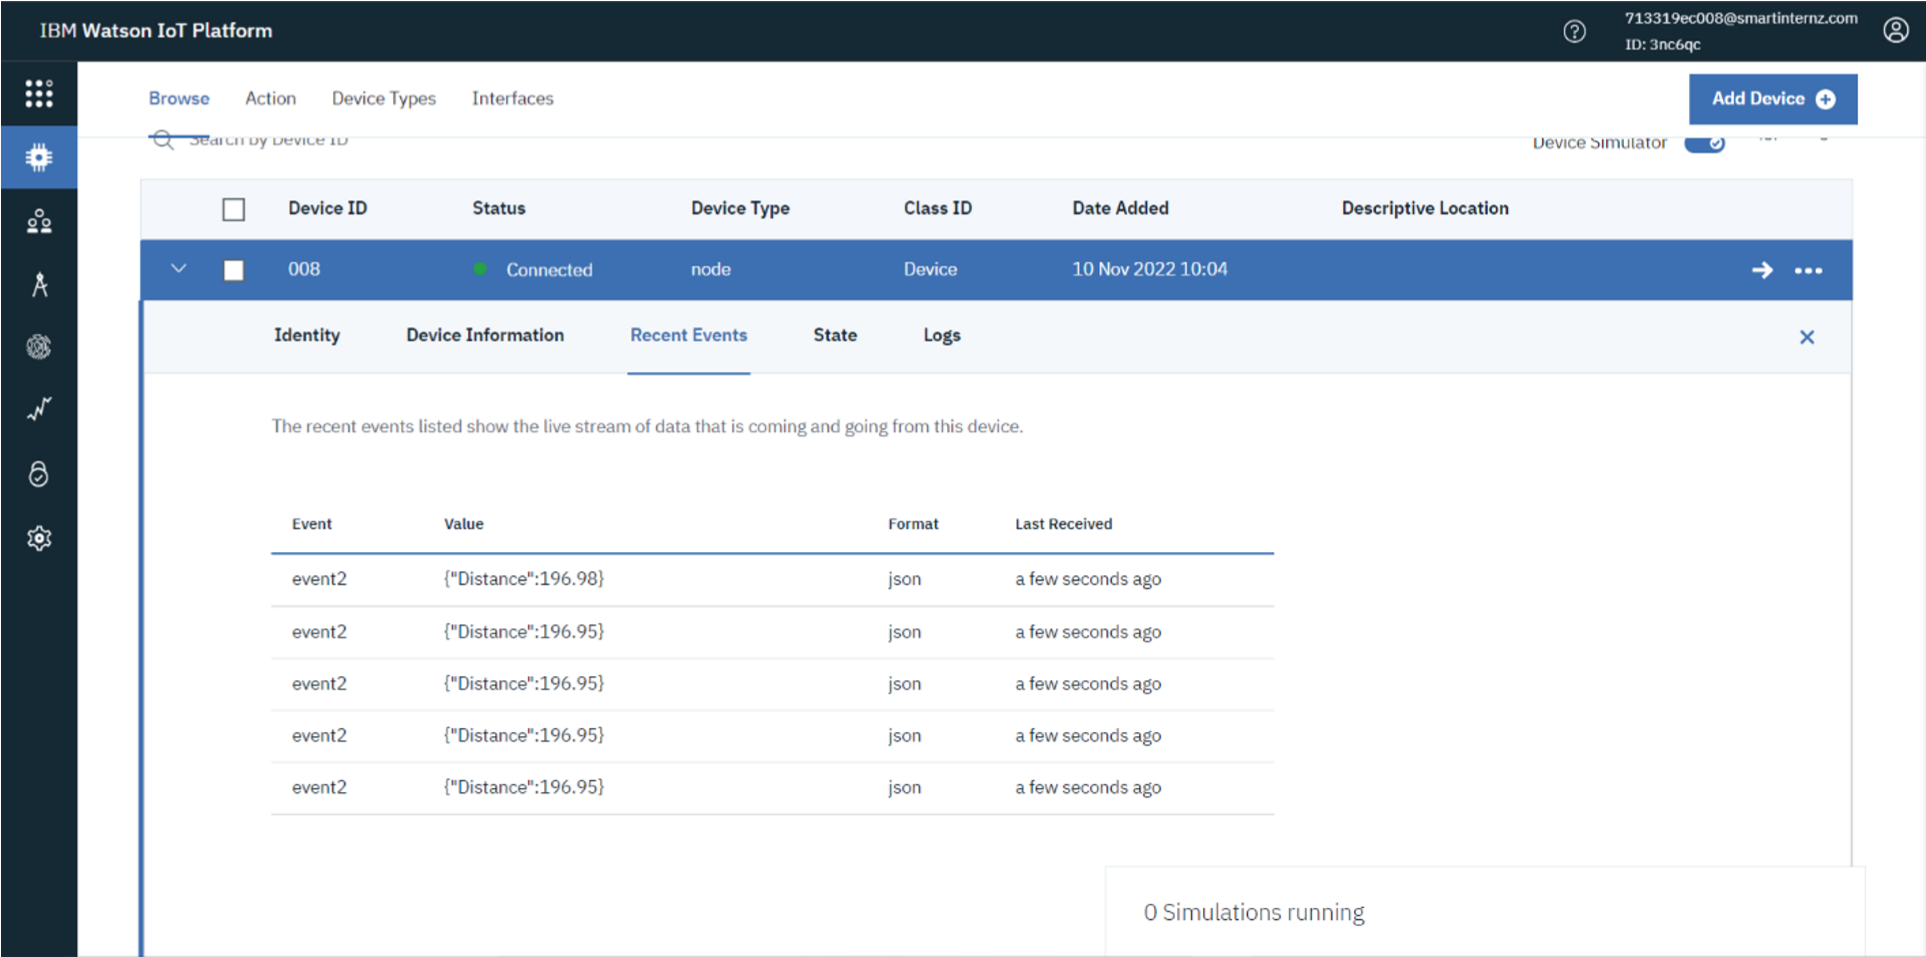 IBM Watson IoT Platform
713319ec008@smartinternz.com
ID: 3nc6qc
Browse Action Device Types Interfaces
Add Device
Search by Device ID
Device Simulator
Device ID Status Device Type Class ID Date Added Descriptive Location
008 Connected node Device 10 Nov 2022 10:04
Identity Device Information Recent Events State Logs
The recent events listed show the live stream of data that is coming and going from this device.
Event Value Format Last Received
event2 {"Distance":196.98} json a few seconds ago
event2 {"Distance":196.95} json a few seconds ago
event2 {"Distance":196.95} json a few seconds ago
event2 {"Distance":196.95} json a few seconds ago
event2 {"Distance":196.95} json a few seconds ago
0 Simulations running